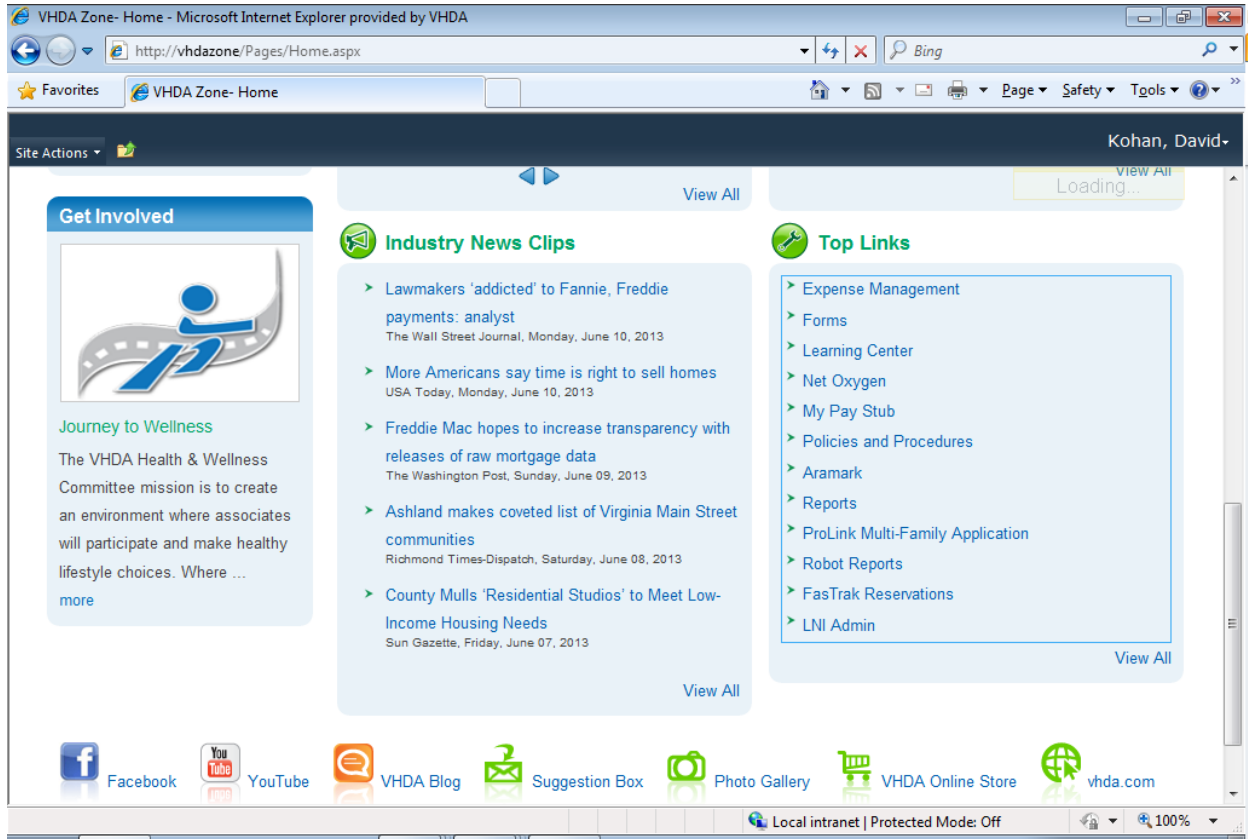 VHDA Zone- Home - Microsoft Internet Explorer provided by VHDA
http://vhdazone/Pages/Home.aspx
Bing
Favorites
VHDA Zone- Home
Page
Safety
Tools
Site Actions
Kohan, David
View All
View All
Loading...
Get Involved
Journey to Wellness
The VHDA Health & Wellness
Committee mission is to create
an environment where associates
will participate and make healthy
lifestyle choices. Where ...
more
Industry News Clips
Lawmakers ‘addicted’ to Fannie, Freddie
payments: analyst
The Wall Street Journal, Monday, June 10, 2013
More Americans say time is right to sell homes
USA Today, Monday, June 10, 2013
Freddie Mac hopes to increase transparency with
releases of raw mortgage data
The Washington Post, Sunday, June 09, 2013
Ashland makes coveted list of Virginia Main Street
communities
Richmond Times-Dispatch, Saturday, June 08, 2013
County Mulls ‘Residential Studios’ to Meet Low-
Income Housing Needs
Sun Gazette, Friday, June 07, 2013
View All
Top Links
Expense Management
Forms
Learning Center
Net Oxygen
My Pay Stub
Policies and Procedures
Aramark
Reports
ProLink Multi-Family Application
Robot Reports
FasTrak Reservations
LNI Admin
View All
f
Facebook
You
Tube
YouTube
VHDA Blog
Suggestion Box
Photo Gallery
VHDA Online Store
vhda.com
Local intranet | Protected Mode: Off
100%